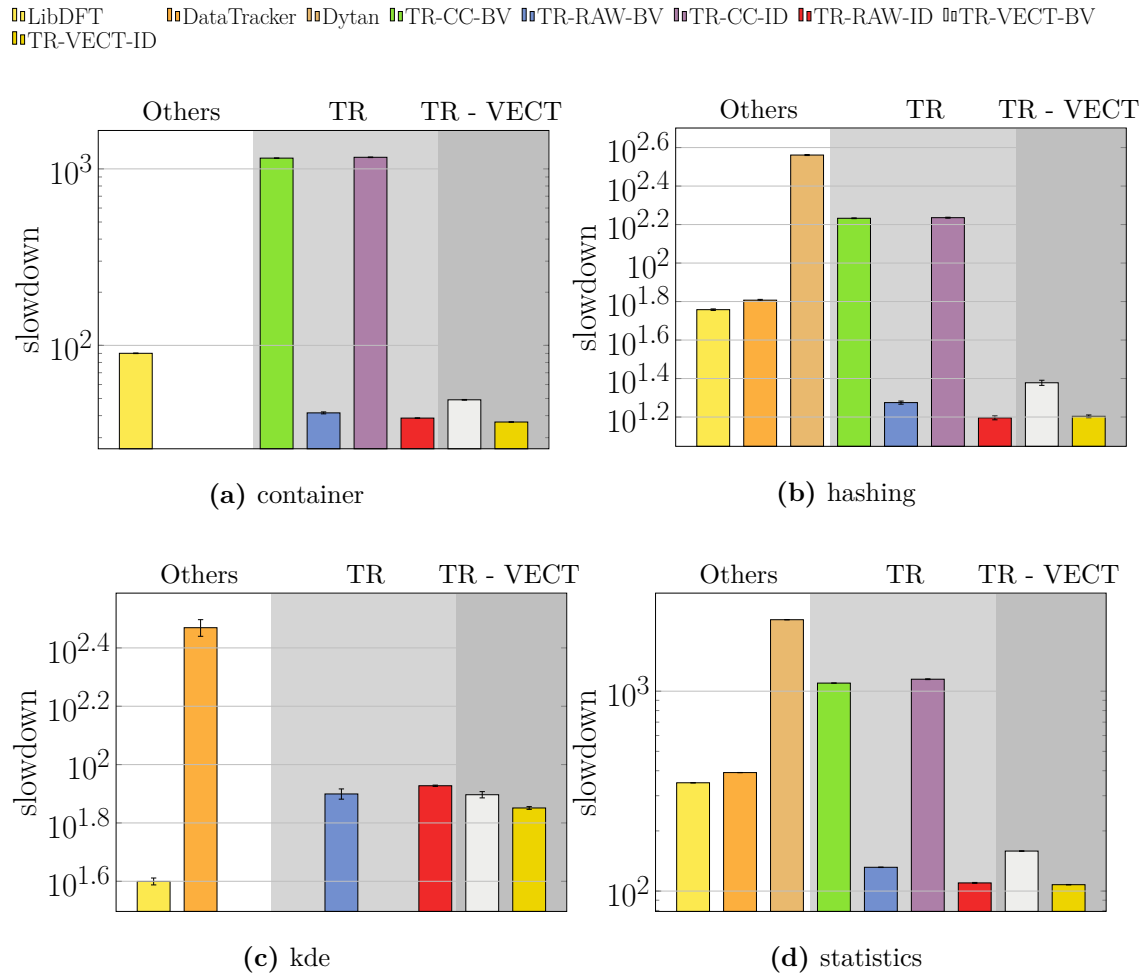 LibDFT DataTracker Dytan TR-CC-BV TR-RAW-BV TR-CC-ID TR-RAW-ID TR-VECT-BV
TR-VECT-ID
Others TR TR - VECT
slowdown
10^3
10^2
(a) container
Others TR TR - VECT
slowdown
10^2.6
10^2.4
10^2.2
10^2
10^1.8
10^1.6
10^1.4
10^1.2
(b) hashing
Others TR TR - VECT
slowdown
10^2.4
10^2.2
10^2
10^1.8
10^1.6
(c) kde
Others TR TR - VECT
slowdown
10^3
10^2
(d) statistics